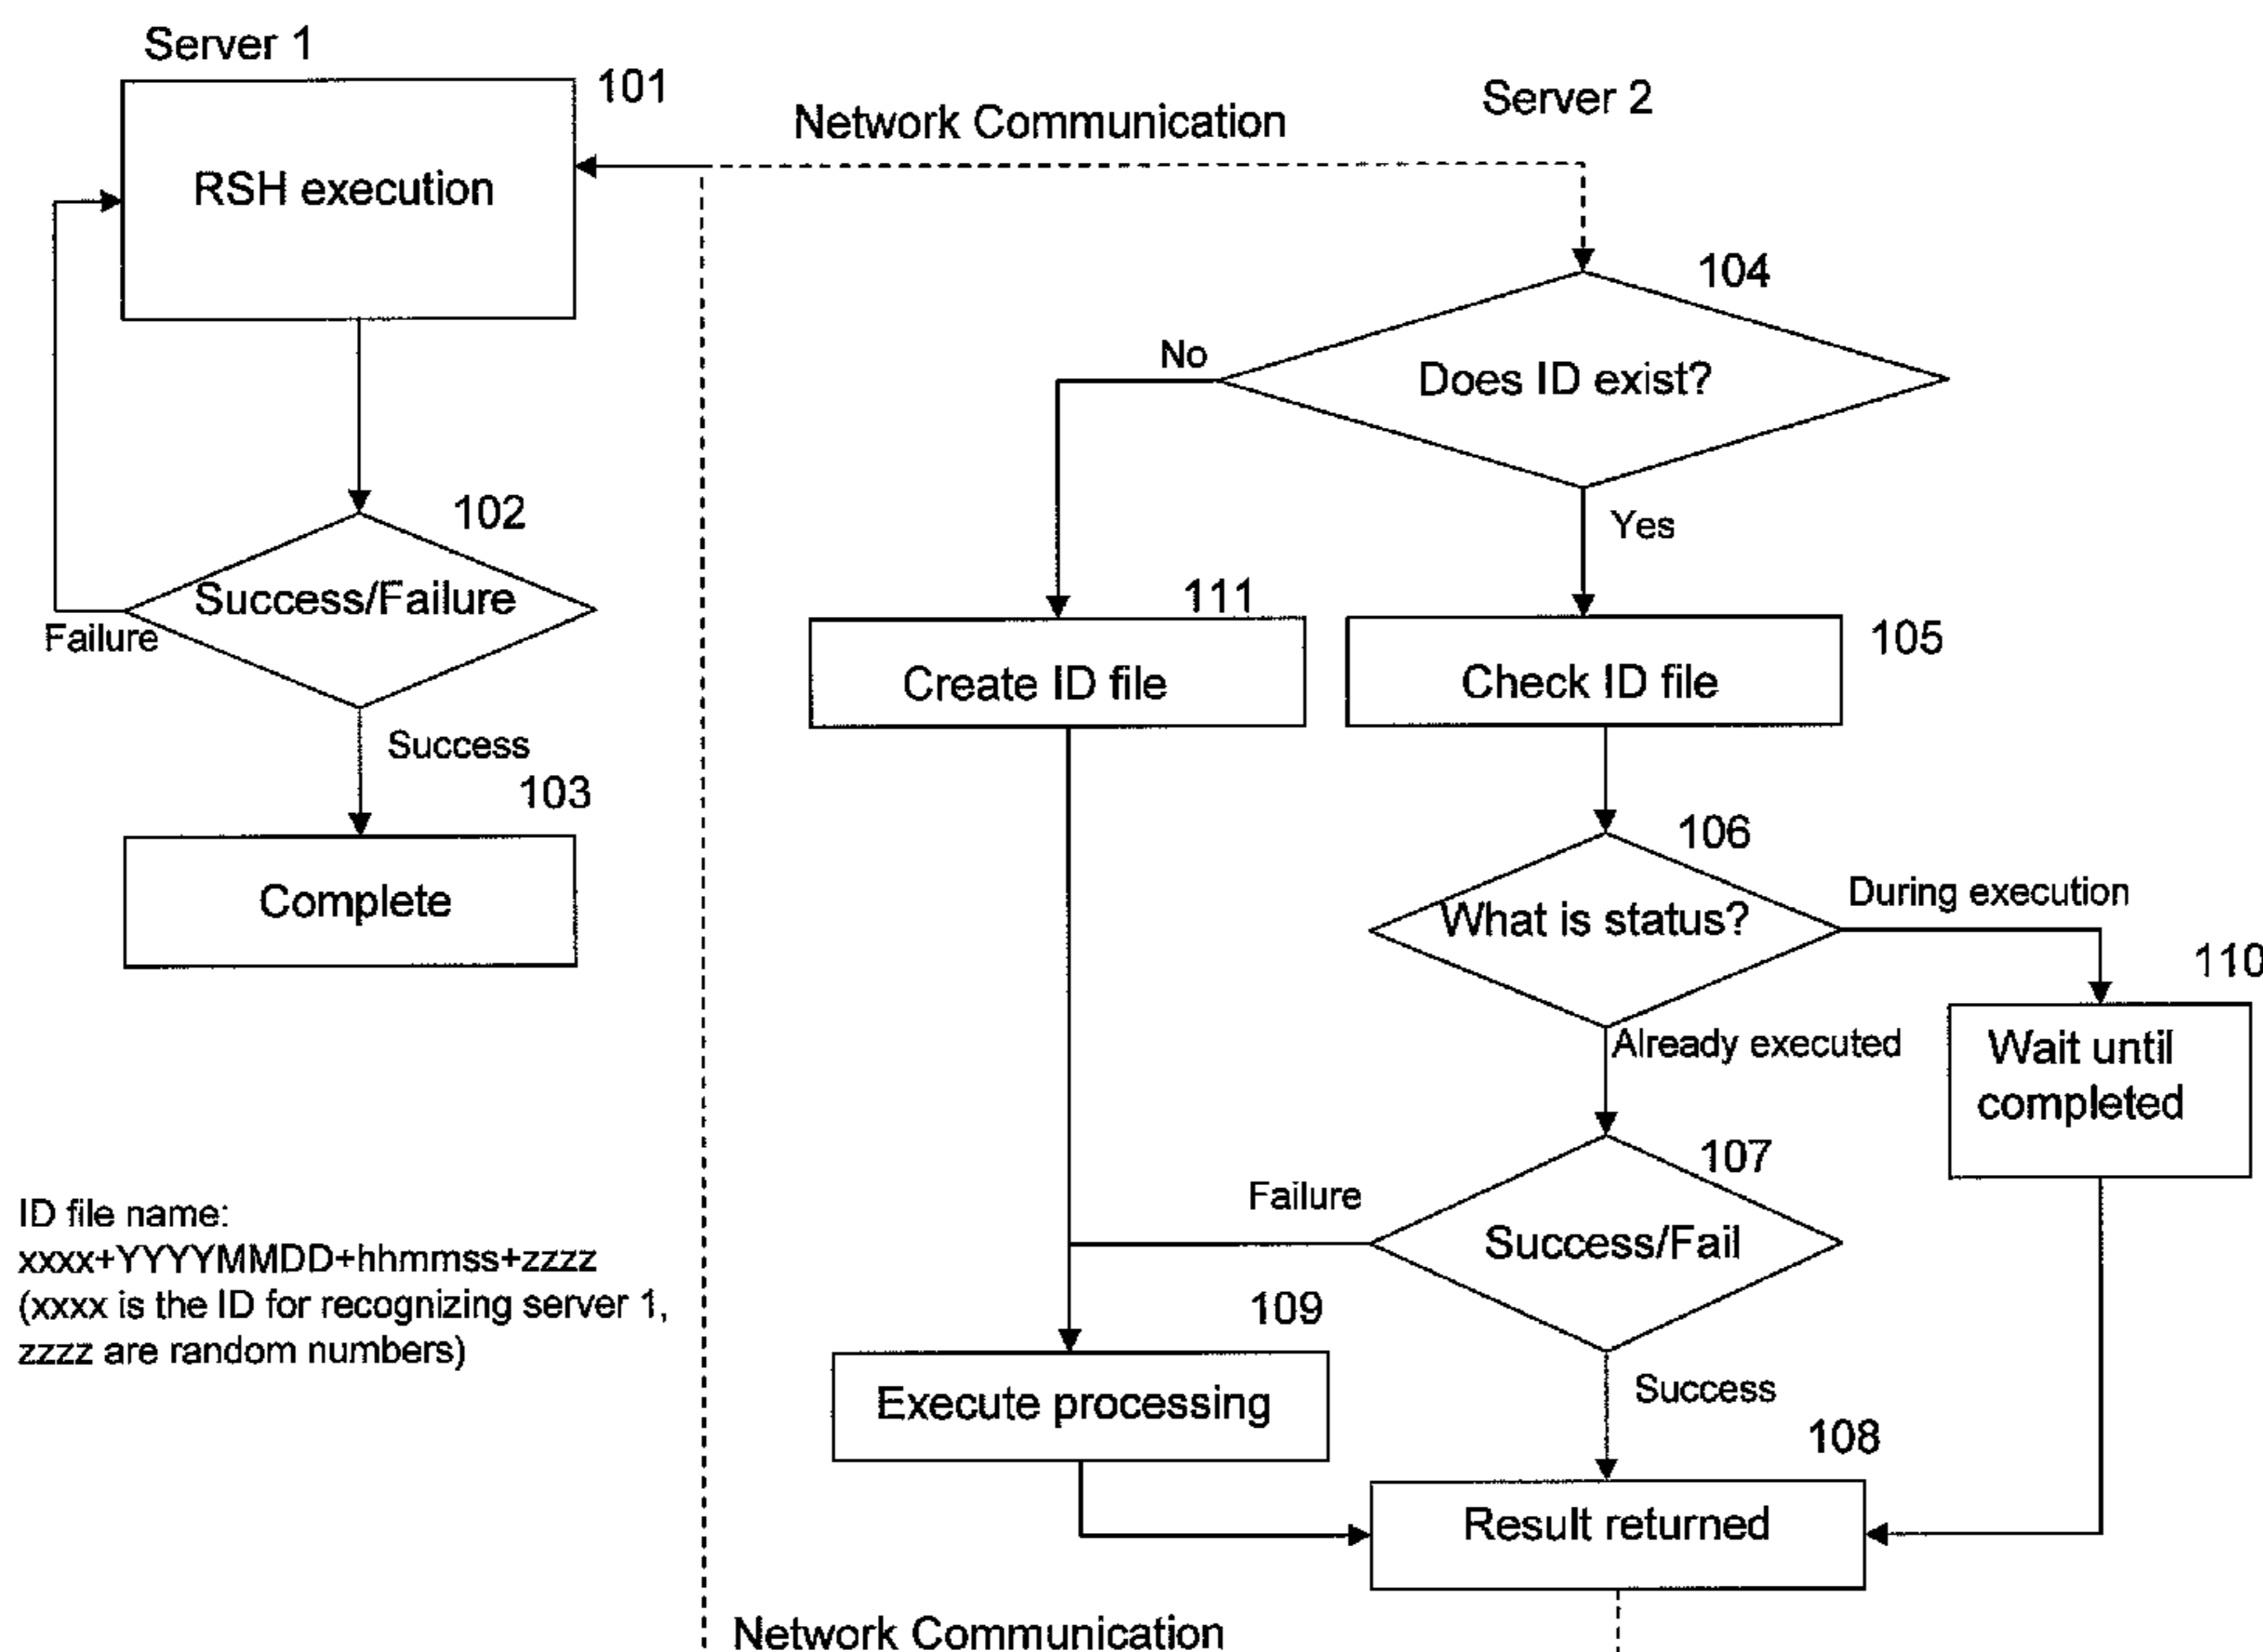 Server 1
101
RSH execution
Network Communication
Server 2
104
Does ID exist?
No
Yes
102
Success/Failure
Failure
Success
103
Complete
111
Create ID file
105
Check ID file
106
What is status?
During execution
110
Wait until
completed
Already executed
107
Success/Fail
Failure
109
Execute processing
Success
108
Result returned
Network Communication
ID file name:
xxxx+YYYYMMDD+hhmmss+zzzz
(xxxx is the ID for recognizing server 1,
zzzz are random numbers)